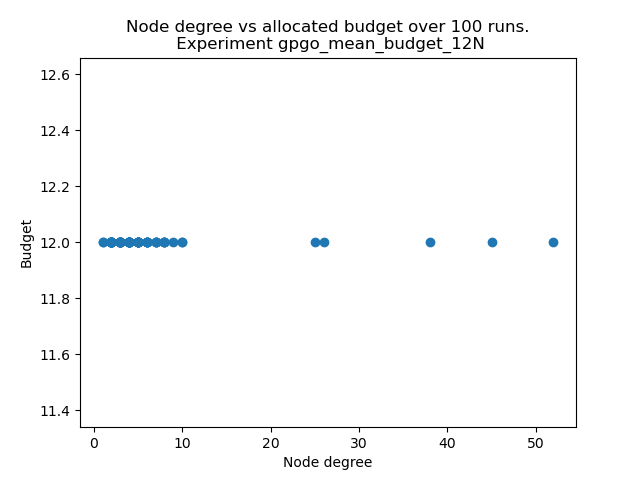 Node degree vs allocated budget over 100 runs.
Experiment gpgo_mean_budget_12N
12.6
12.4
12.2
12.0
11.8
11.6
11.4
Budget
0 10 20 30 40 50
Node degree